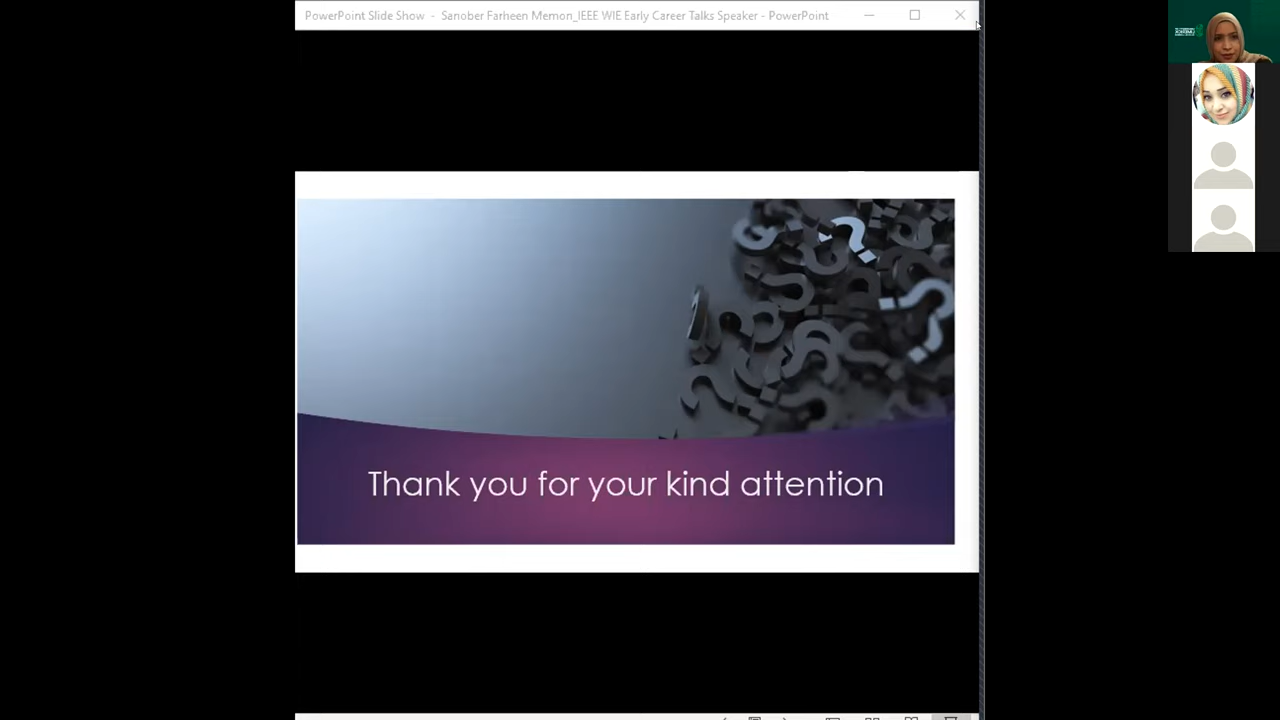 PowerPoint Slide Show - Sanober Farheen Memon_IEEE WIE Early Career Talks Speaker - PowerPoint
Thank you for your kind attention